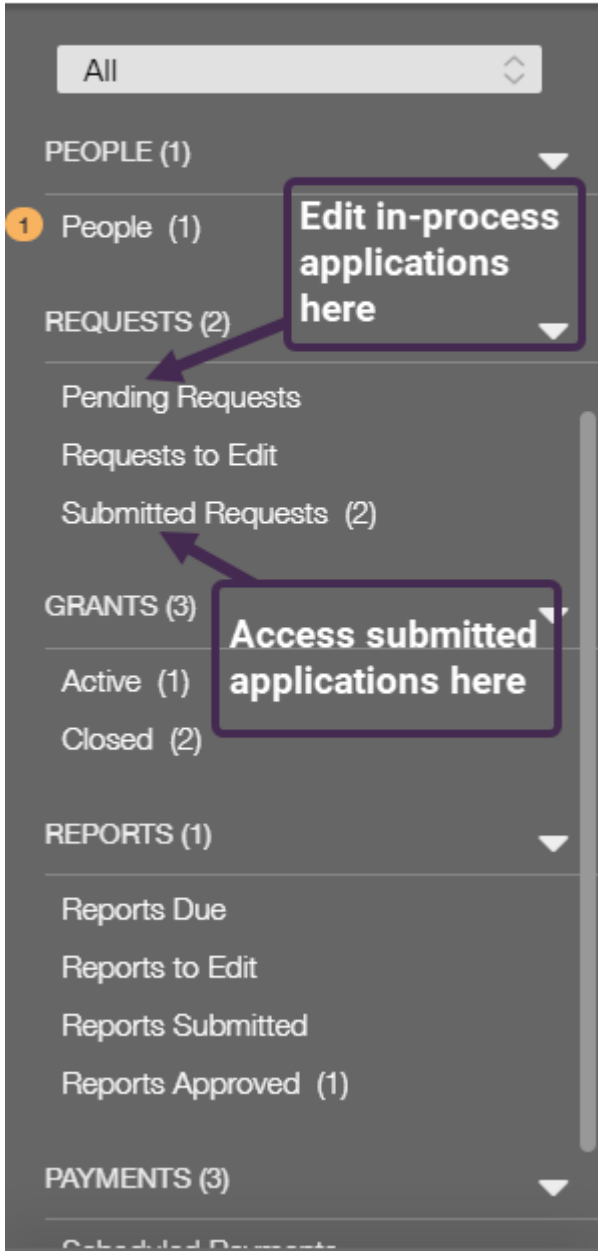 All
PEOPLE (1)
1 People (1)
Edit in-process
applications
here
REQUESTS (2)
Pending Requests
Requests to Edit
Submitted Requests (2)
GRANTS (3)
Access submitted
applications here
Active (1)
Closed (2)
REPORTS (1)
Reports Due
Reports to Edit
Reports Submitted
Reports Approved (1)
PAYMENTS (3)
Scheduled Payments